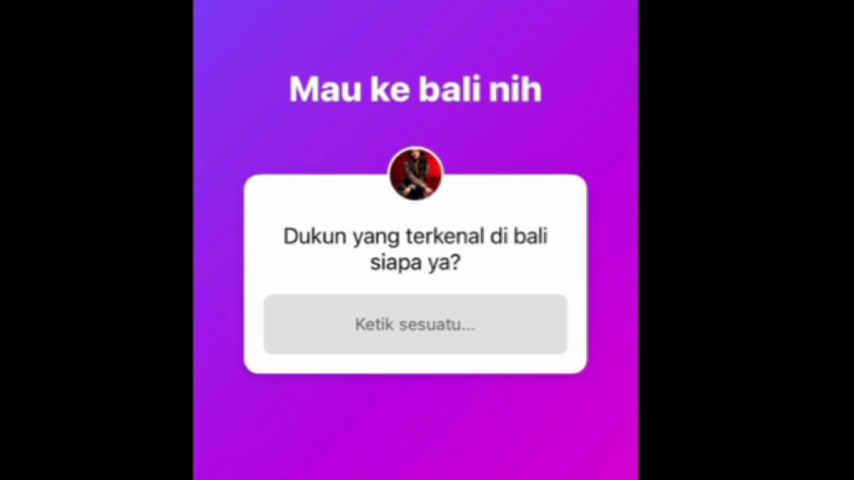 Mau ke bali nih
Dukun yang terkenal di bali
siapa ya?
Ketik sesuatu...